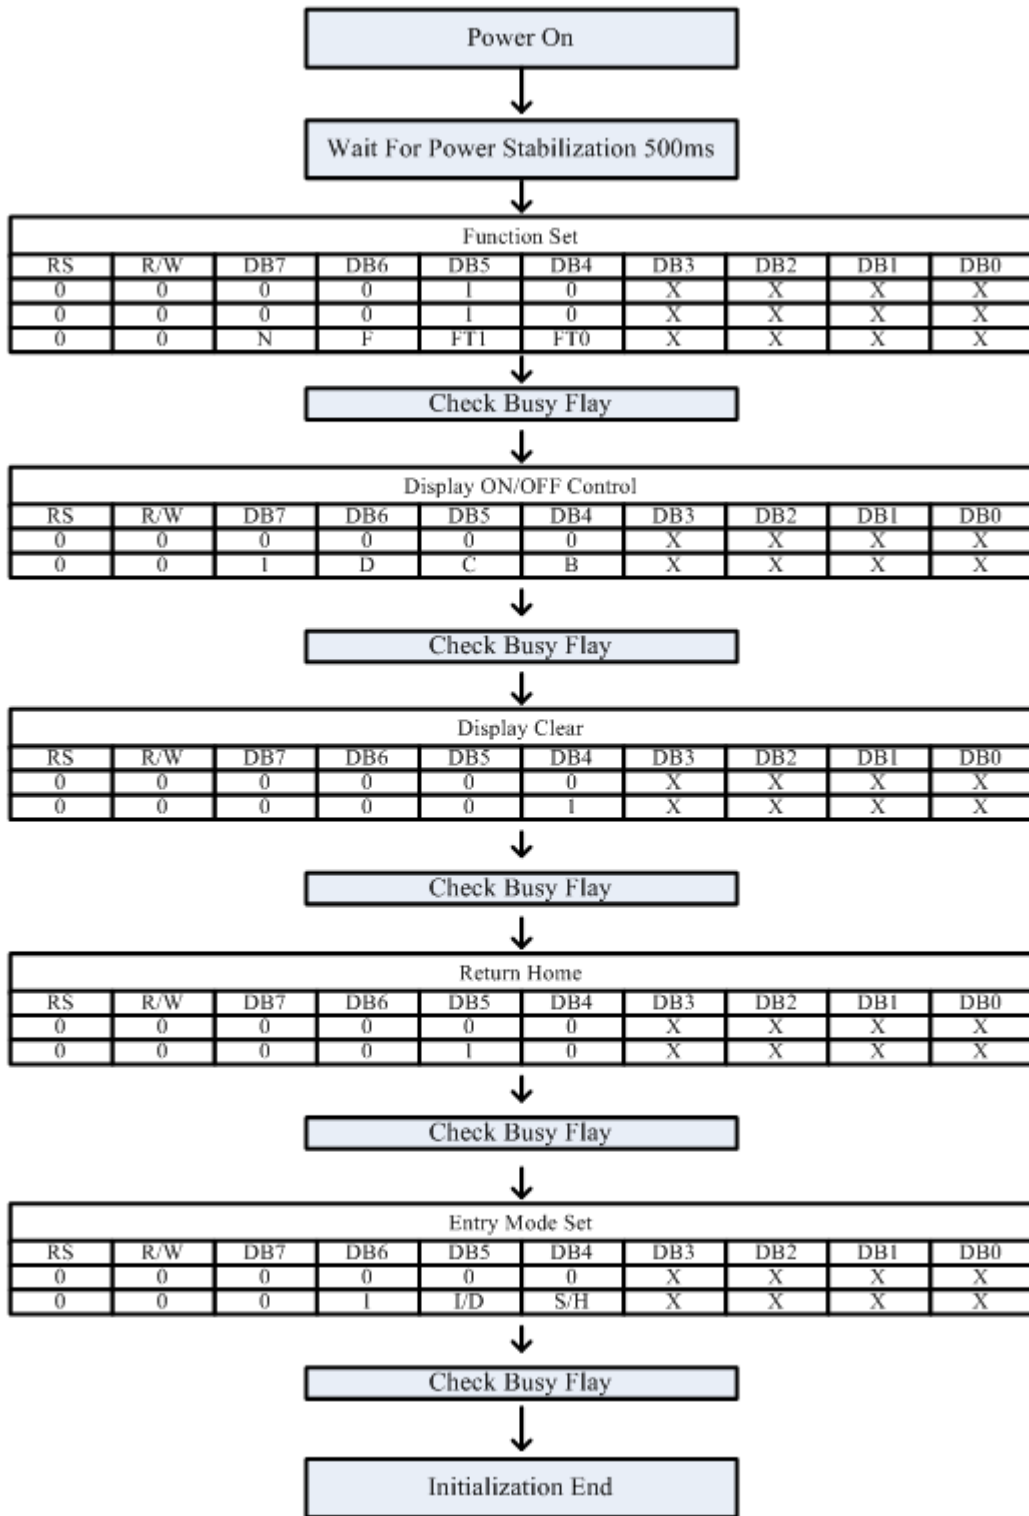 Power On
Wait For Power Stabilization 500ms
Function Set
RS R/W DB7 DB6 DB5 DB4 DB3 DB2 DB1 DB0
0 0 0 0 1 0 X X X X
0 0 0 0 1 0 X X X X
0 0 N F FT1 FT0 X X X X
Check Busy Flay
Display ON/OFF Control
RS R/W DB7 DB6 DB5 DB4 DB3 DB2 DB1 DB0
0 0 0 0 0 0 X X X X
0 0 1 D C B X X X X
Check Busy Flay
Display Clear
RS R/W DB7 DB6 DB5 DB4 DB3 DB2 DB1 DB0
0 0 0 0 0 0 X X X X
0 0 0 0 0 1 X X X X
Check Busy Flay
Return Home
RS R/W DB7 DB6 DB5 DB4 DB3 DB2 DB1 DB0
0 0 0 0 0 0 X X X X
0 0 0 0 1 0 X X X X
Check Busy Flay
Entry Mode Set
RS R/W DB7 DB6 DB5 DB4 DB3 DB2 DB1 DB0
0 0 0 0 0 0 X X X X
0 0 0 1 I/D S/H X X X X
Check Busy Flay
Initialization End